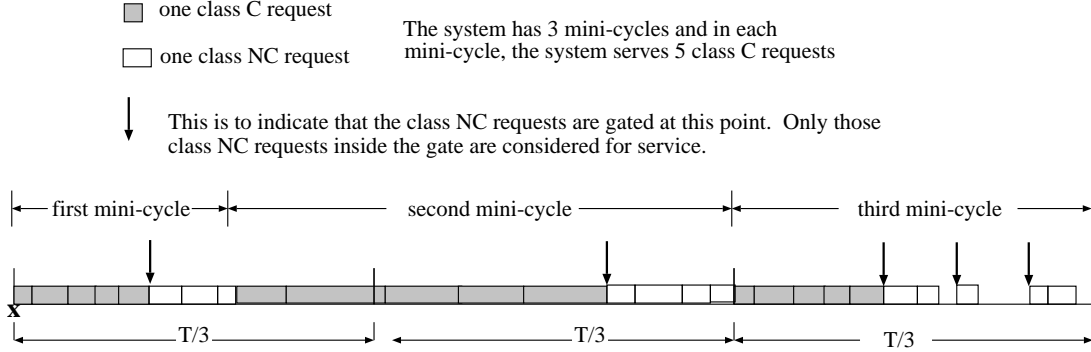 one class C request
The system has 3 mini-cycles and in each
mini-cycle, the system serves 5 class C requests
one class NC request
This is to indicate that the class NC requests are gated at this point. Only those
class NC requests inside the gate are considered for service.
first mini-cycle
second mini-cycle
third mini-cycle
x
T/3
T/3
T/3